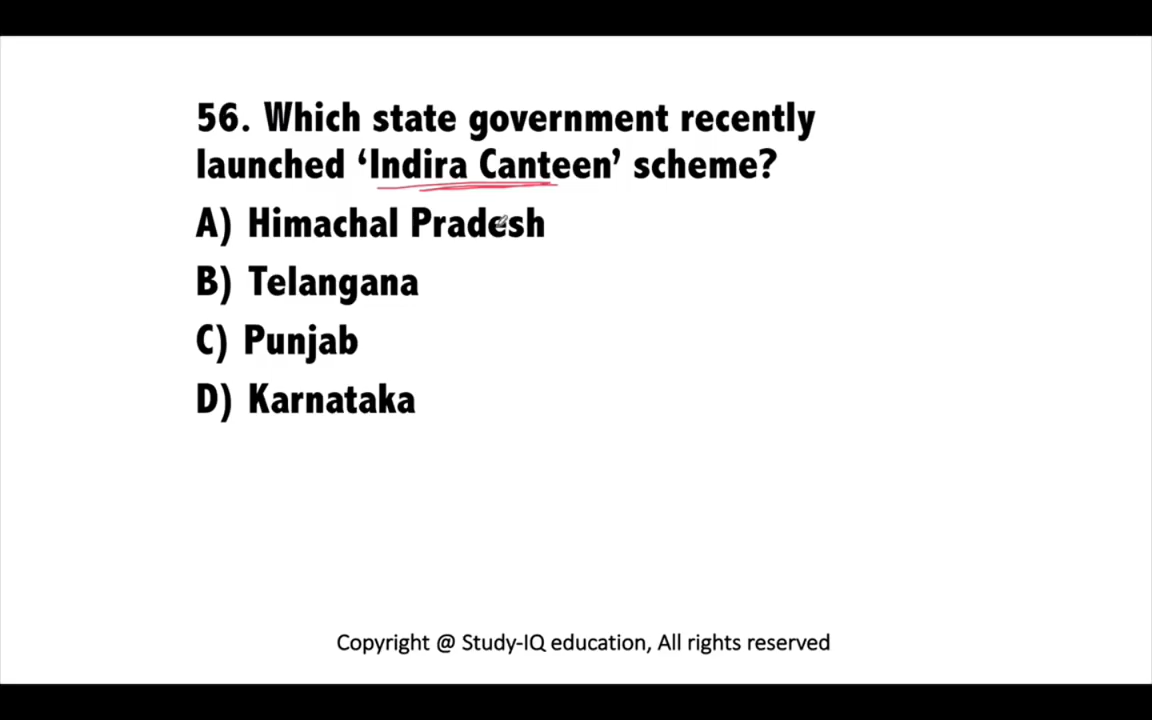 56. Which state government recently
launched ‘Indira Canteen’ scheme?
A) Himachal Pradesh
B) Telangana
C) Punjab
D) Karnataka
Copyright @ Study-IQ education, All rights reserved